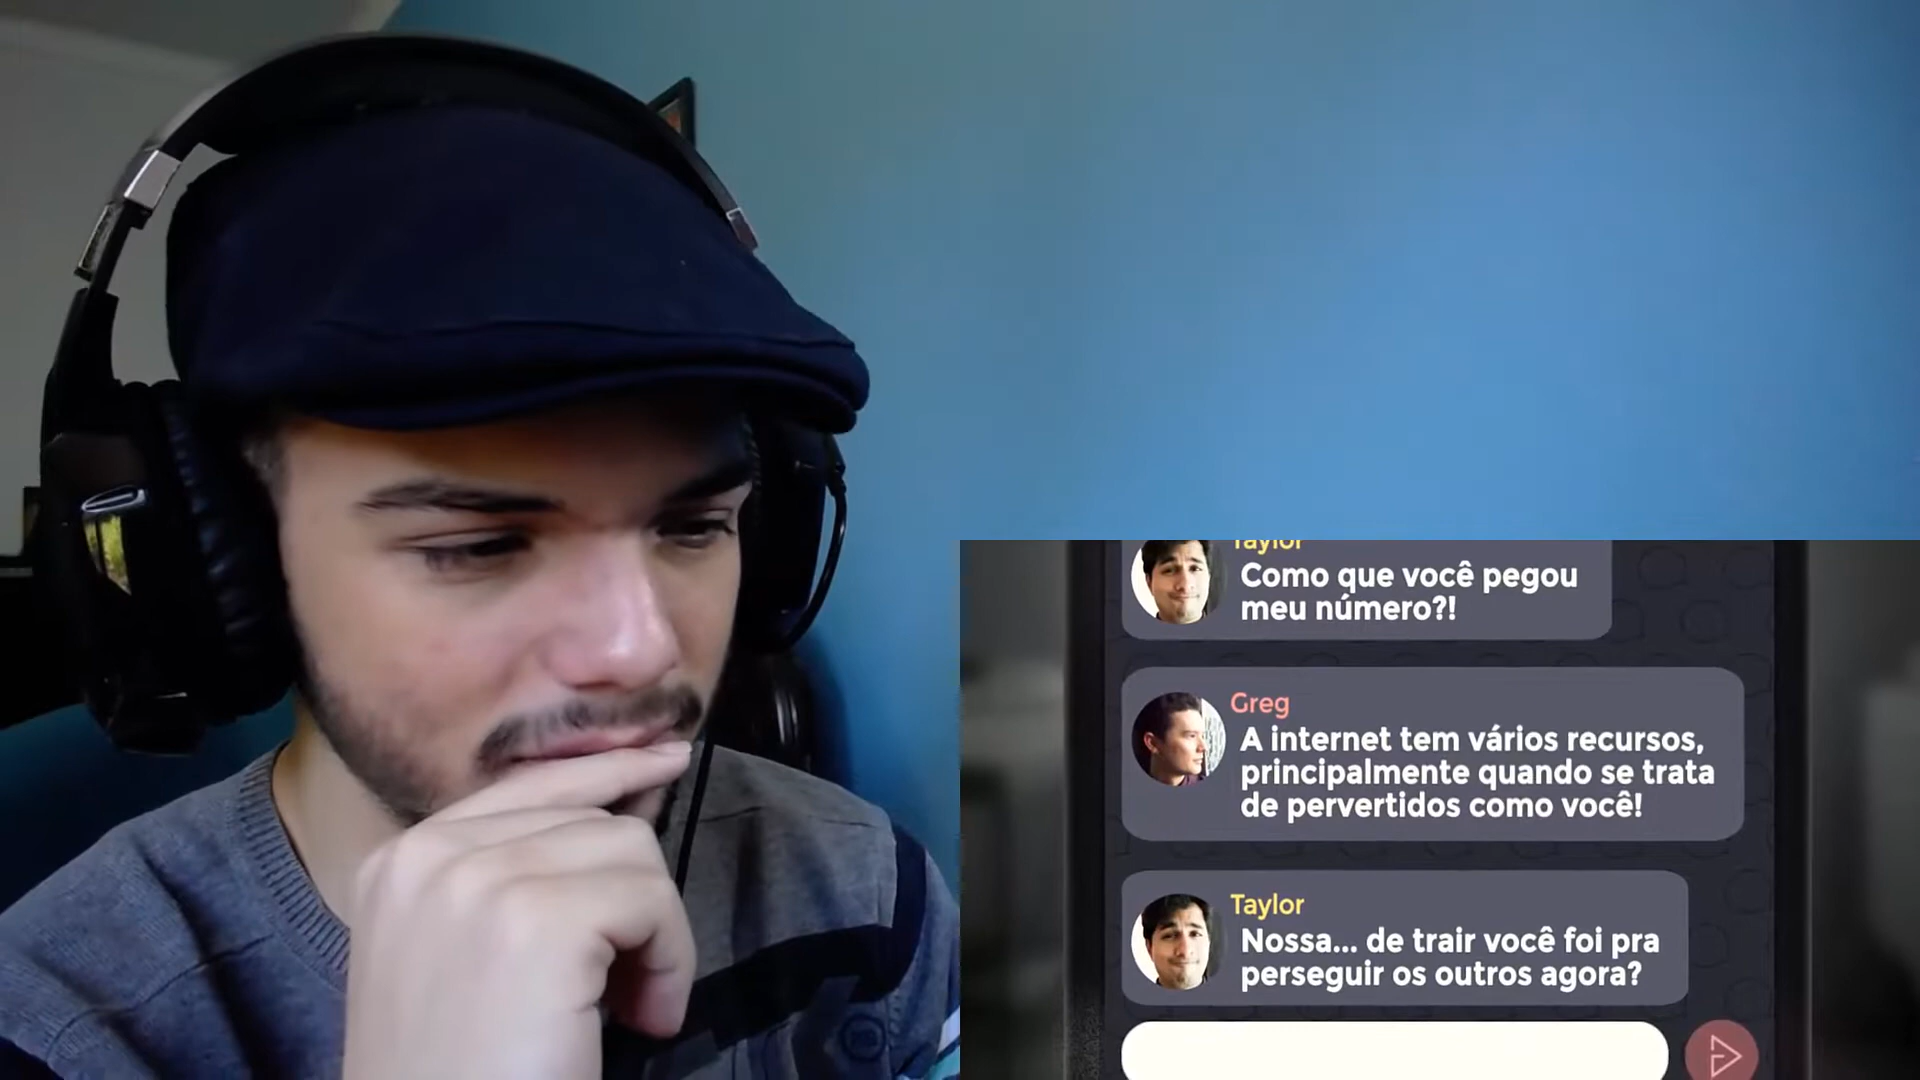 Taylor
Como que você pegou
meu número?!
Greg
A internet tem vários recursos,
principalmente quando se trata
de pervertidos como você!
Taylor
Nossa... de trair você foi pra
perseguir os outros agora?